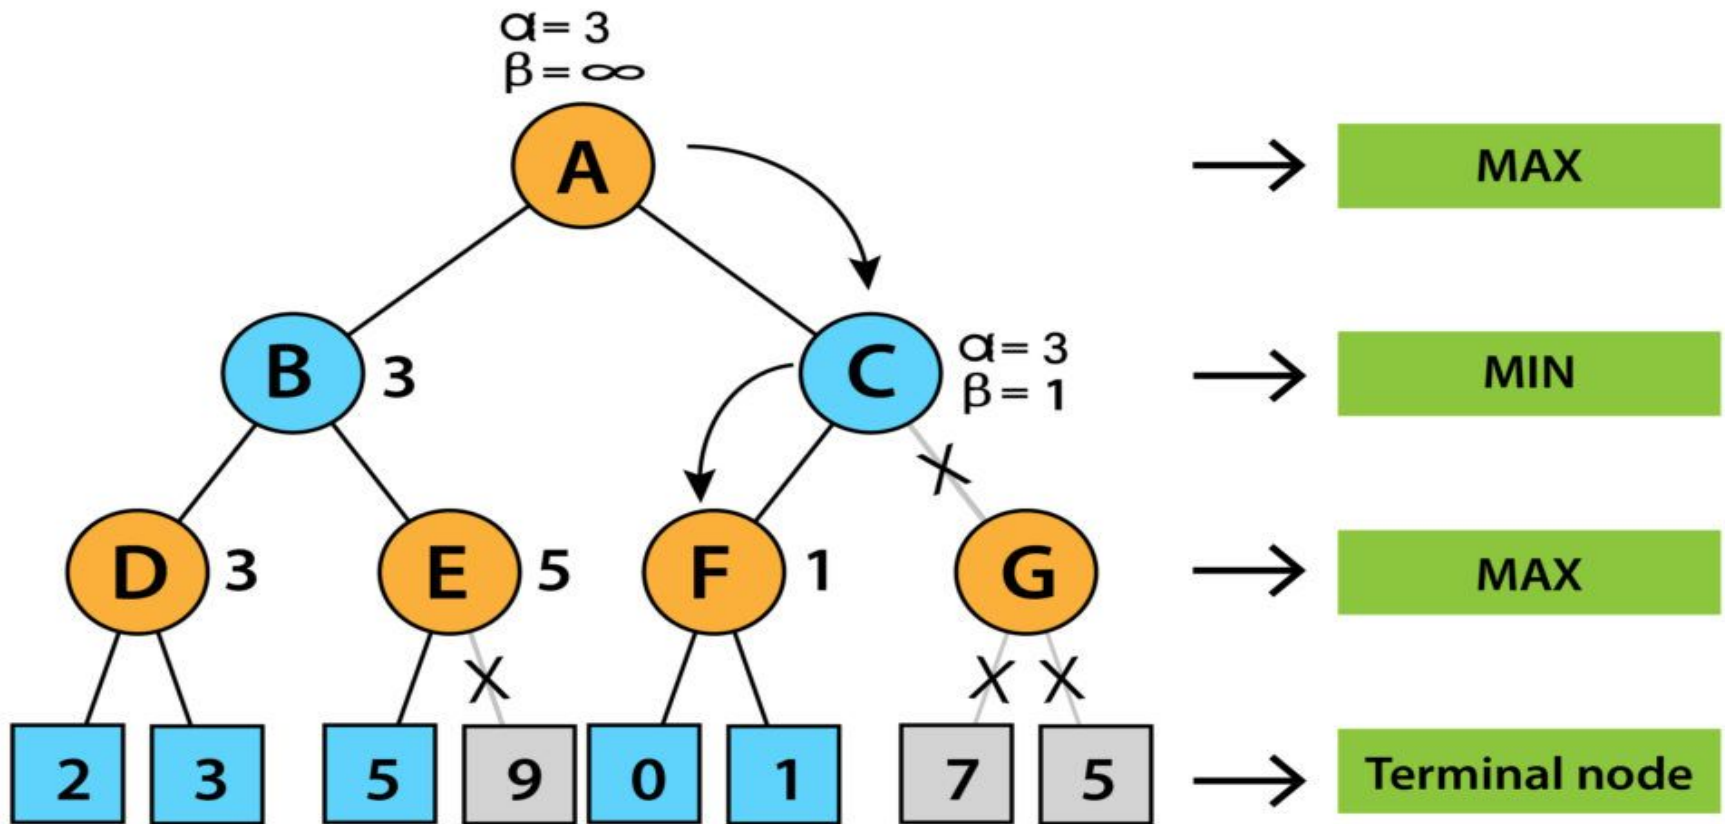 α= 3
β= ∞
A
MAX
B 3
C
α= 3
β= 1
MIN
D 3
E 5
F 1
G
MAX
X
X
X X
2 3 5 9 0 1 7 5
Terminal node